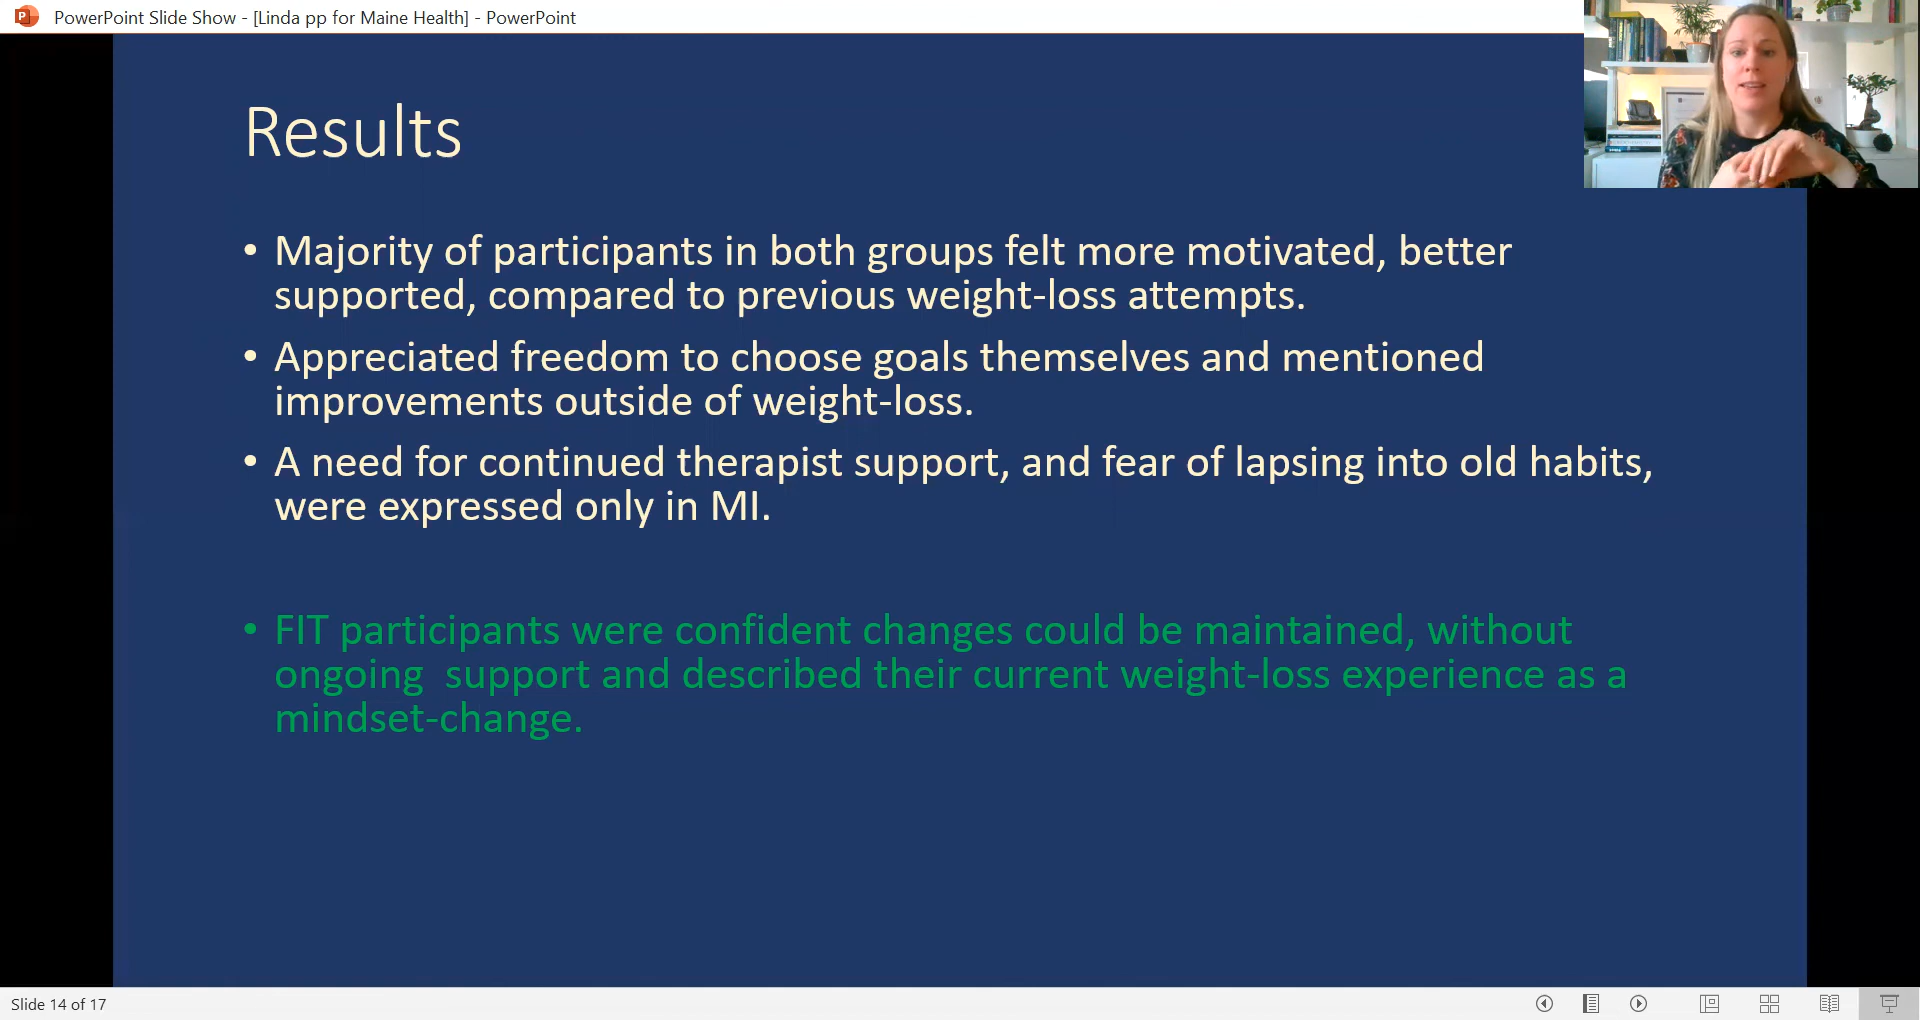 PowerPoint Slide Show - [Linda pp for Maine Health] - PowerPoint
Results
• Majority of participants in both groups felt more motivated, better
supported, compared to previous weight-loss attempts.
• Appreciated freedom to choose goals themselves and mentioned
improvements outside of weight-loss.
• A need for continued therapist support, and fear of lapsing into old habits,
were expressed only in MI.
• FIT participants were confident changes could be maintained, without
ongoing  support and described their current weight-loss experience as a
mindset-change.
Slide 14 of 17